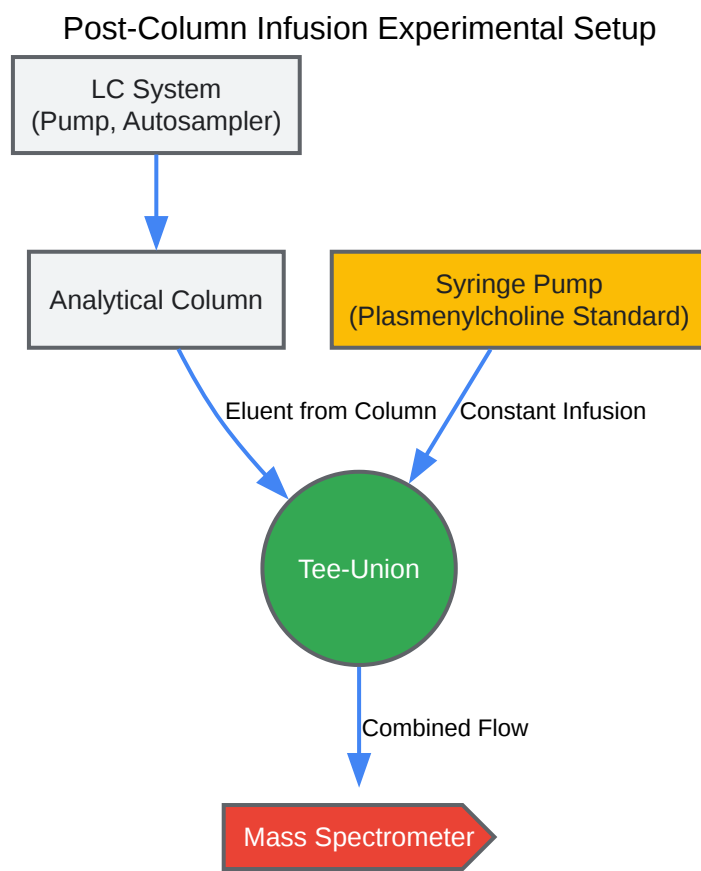 Post-Column Infusion Experimental Setup
LC System
(Pump, Autosampler)
Analytical Column
Syringe Pump
(Plasmenylcholine Standard)
Eluent from Column
Constant Infusion
Tee-Union
Combined Flow
Mass Spectrometer